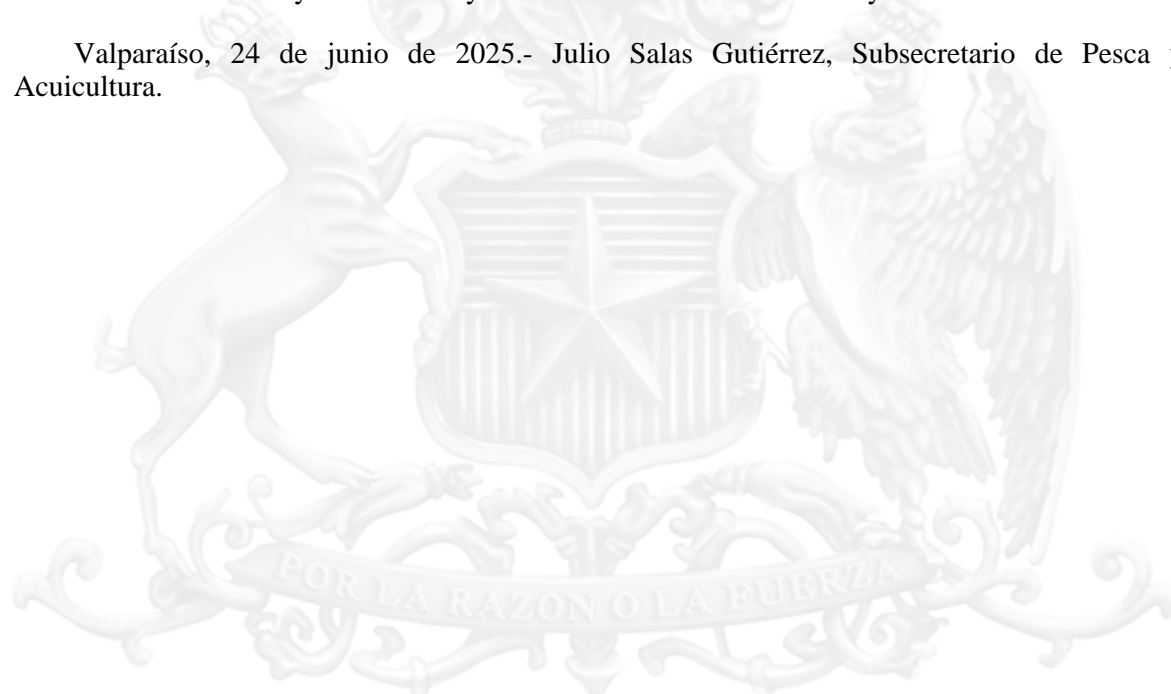 Valparaíso, 24 de junio de 2025.- Julio Salas Gutiérrez, Subsecretario de Pesca
Acuicultura.
POR LA RAZON O LA FUERZA